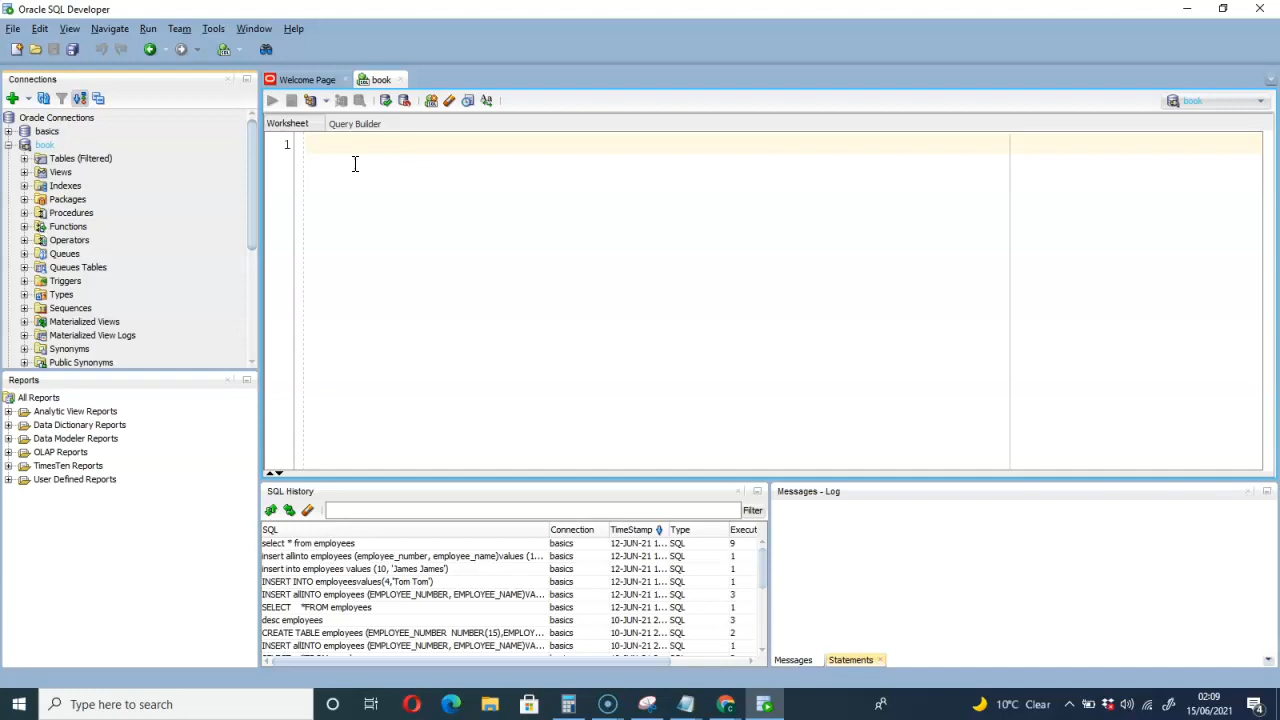 Oracle SQL Developer
File Edit View Navigate Run Team Tools Window Help
Connections
Oracle Connections
basics
book
Tables (Filtered)
Views
Indexes
Packages
Procedures
Functions
Operators
Queues
Queues Tables
Triggers
Types
Sequences
Materialized Views
Materialized View Logs
Synonyms
Public Synonyms
Reports
All Reports
Analytic View Reports
Data Dictionary Reports
Data Modeler Reports
OLAP Reports
TimesTen Reports
User Defined Reports
Welcome Page book
book
Worksheet Query Builder
1
SQL History
Filter
SQL Connection TimeStamp Type Execut
select * from employees basics 12-JUN-21 1... SQL 9
insert allinto employees (employee_number, employee_name)values (1... basics 12-JUN-21 1... SQL 1
insert into employees values (10, 'James James') basics 12-JUN-21 1... SQL 1
INSERT INTO employeesvalues(4,'Tom Tom') basics 12-JUN-21 1... SQL 1
INSERT allINTO employees (EMPLOYEE_NUMBER, EMPLOYEE_NAME)VA... basics 12-JUN-21 1... SQL 3
SELECT *FROM employees basics 12-JUN-21 1... SQL 1
desc employees basics 10-JUN-21 2... SQL 3
CREATE TABLE employees (EMPLOYEE_NUMBER NUMBER(15),EMPLOY... basics 10-JUN-21 2... SQL 2
INSERT allINTO employees (EMPLOYEE_NUMBER, EMPLOYEE_NAME)VA... basics 10-JUN-21 2... SQL 1
Messages - Log
Messages Statements
Type here to search
10°C Clear
02:09
15/06/2021
4